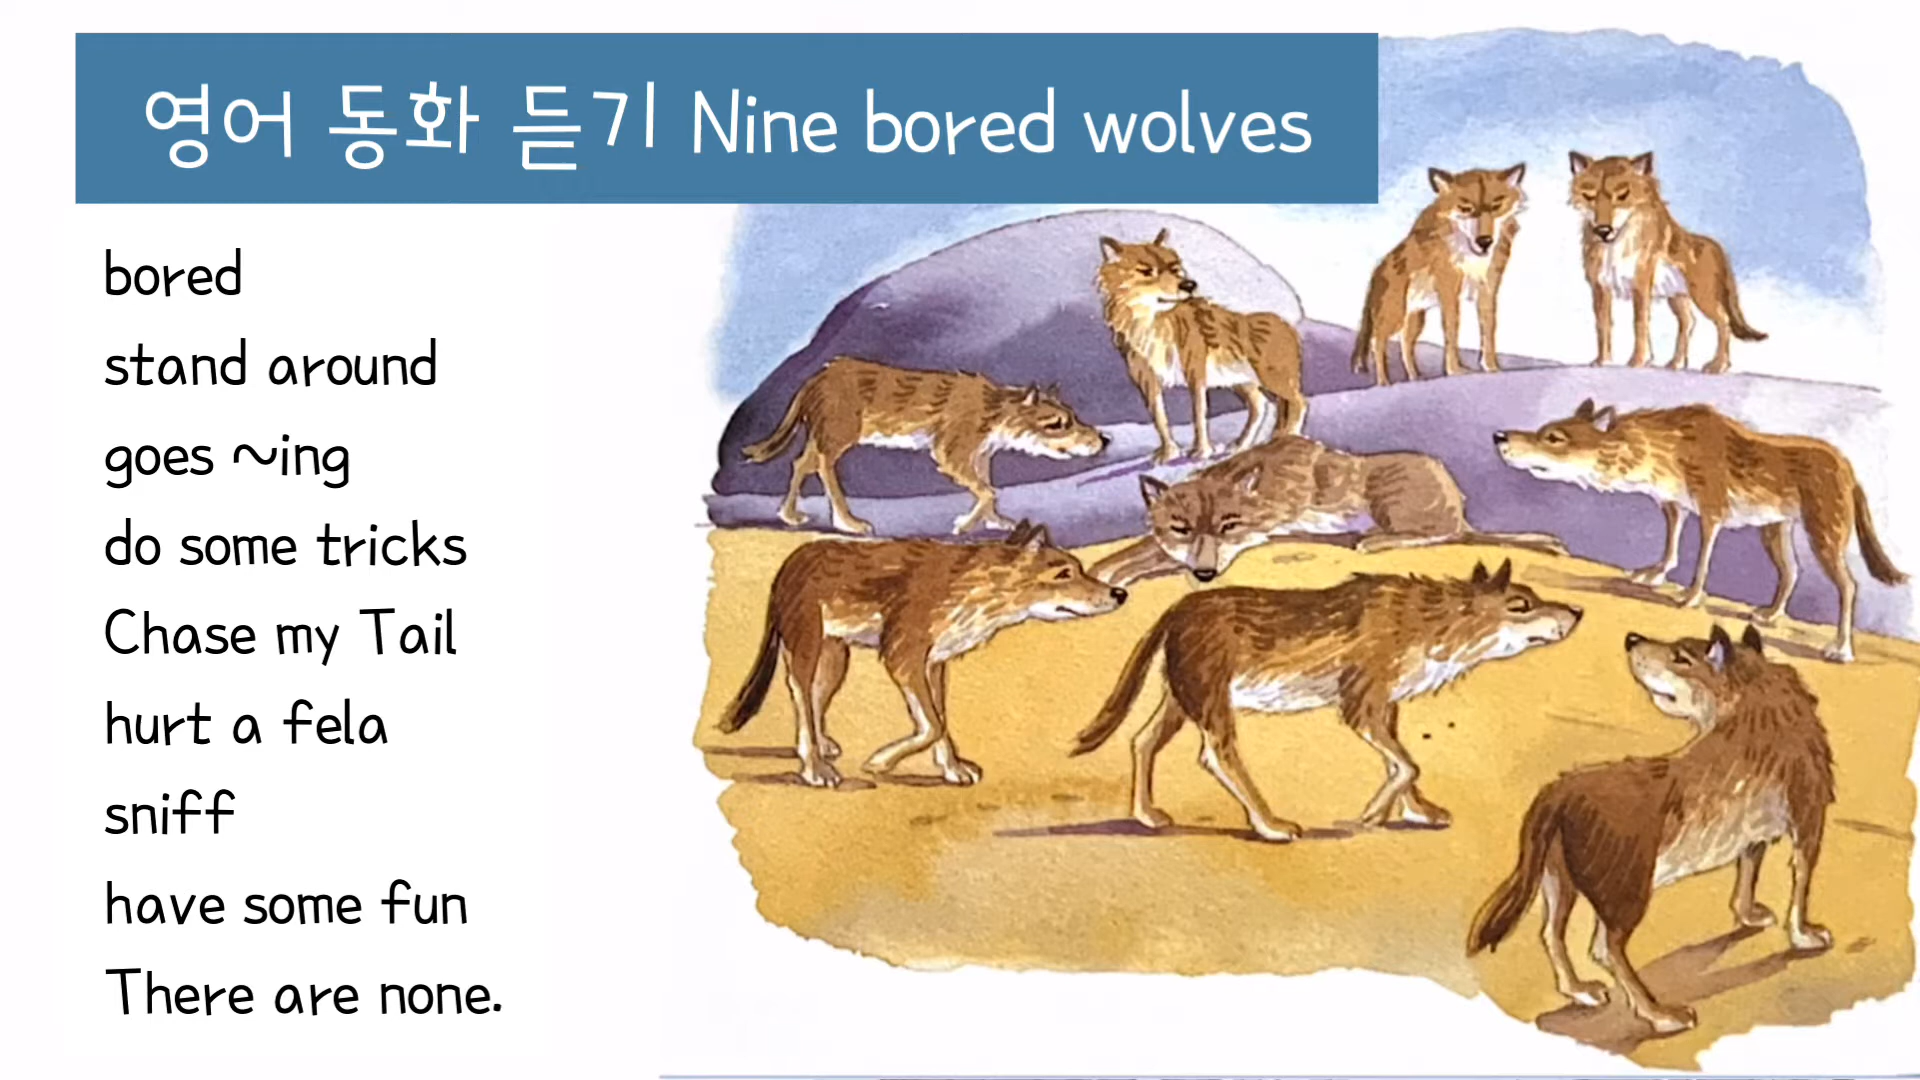 영어 동화 듣기 Nine bored wolves
bored
stand around
goes ~ing
do some tricks
Chase my Tail
hurt a fela
sniff
have some fun
There are none.